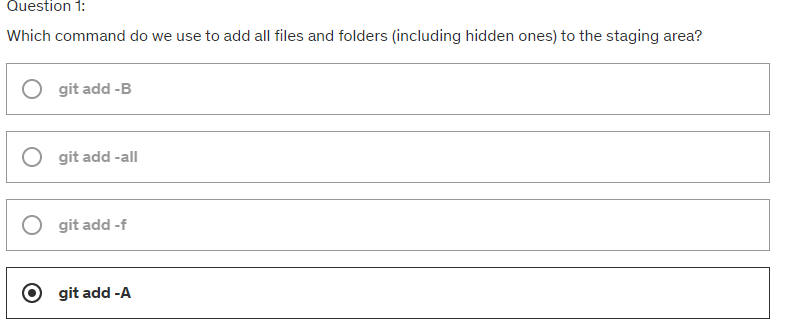 Question 1:
Which command do we use to add all files and folders (including hidden ones) to the staging area?
git add -B
git add -all
git add -f
git add -A